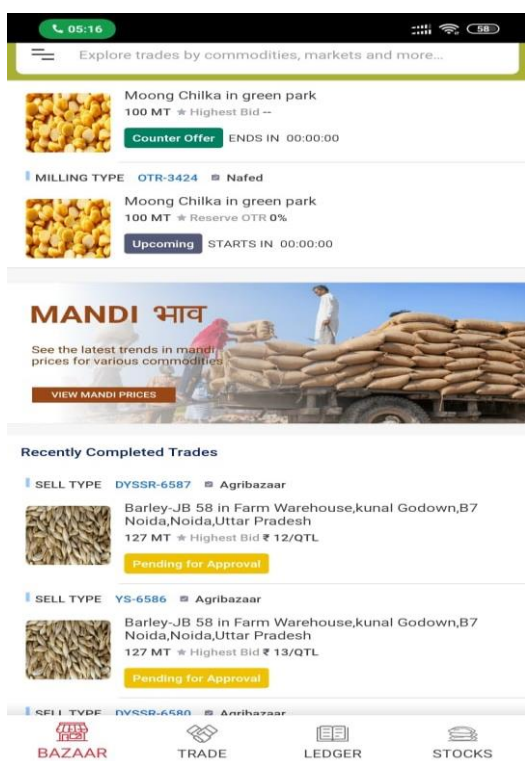 05:16
58
Explore trades by commodities, markets and more...
Moong Chilka in green park
100 MT ★ Highest Bid --
Counter Offer ENDS IN 00:00:00
MILLING TYPE OTR-3424 Nafed
Moong Chilka in green park
100 MT ★ Reserve OTR 0%
Upcoming STARTS IN 00:00:00
MANDI भाव
See the latest trends in mandi
prices for various commodities
VIEW MANDI PRICES
Recently Completed Trades
SELL TYPE DYSSR-6587 Agribazaar
Barley-JB 58 in Farm Warehouse,kunal Godown,B7
Noida,Noida,Uttar Pradesh
127 MT ★ Highest Bid ₹ 12/QTL
Pending for Approval
SELL TYPE YS-6586 Agribazaar
Barley-JB 58 in Farm Warehouse,kunal Godown,B7
Noida,Noida,Uttar Pradesh
127 MT ★ Highest Bid ₹ 13/QTL
Pending for Approval
SELL TYPE DYSSR-6580 Agribazaar
BAZAAR TRADE LEDGER STOCKS